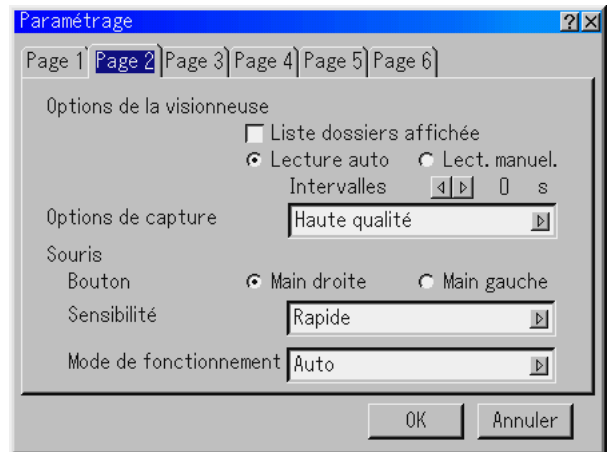 Paramétrage
Page 1 Page 2 Page 3 Page 4 Page 5 Page 6
Options de la visionneuse
Liste dossiers affichée
Lecture auto Lect. manuel.
Intervalles 0 s
Options de capture Haute qualité
Souris
Bouton Main droite Main gauche
Sensibilité Rapide
Mode de fonctionnement Auto
OK Annuler